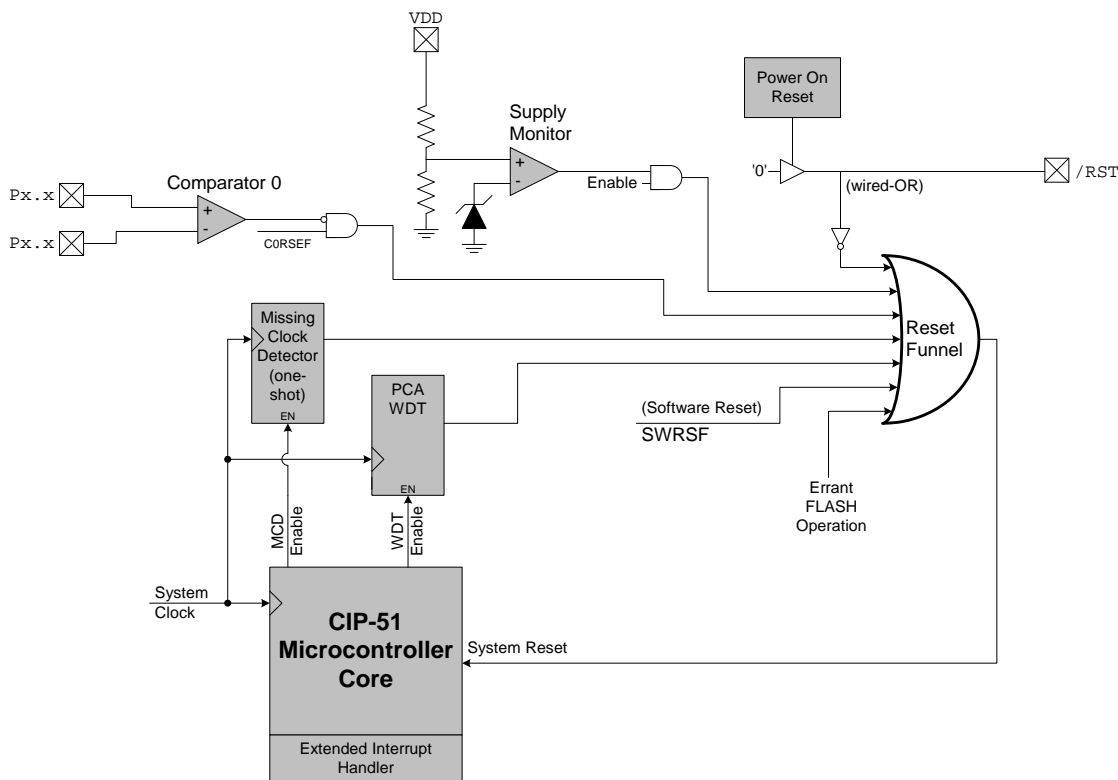 VDD
Power On
Reset
Supply
Monitor
+
-
Enable
'0'
(wired-OR)
/RST
Px.x
Px.x
Comparator 0
+
-
C0RSEF
Missing
Clock
Detector
(one-
shot)
EN
PCA
WDT
EN
Reset
Funnel
(Software Reset)
SWRSF
Errant
FLASH
Operation
MCD
Enable
WDT
Enable
System
Clock
CIP-51
Microcontroller
Core
System Reset
Extended Interrupt
Handler